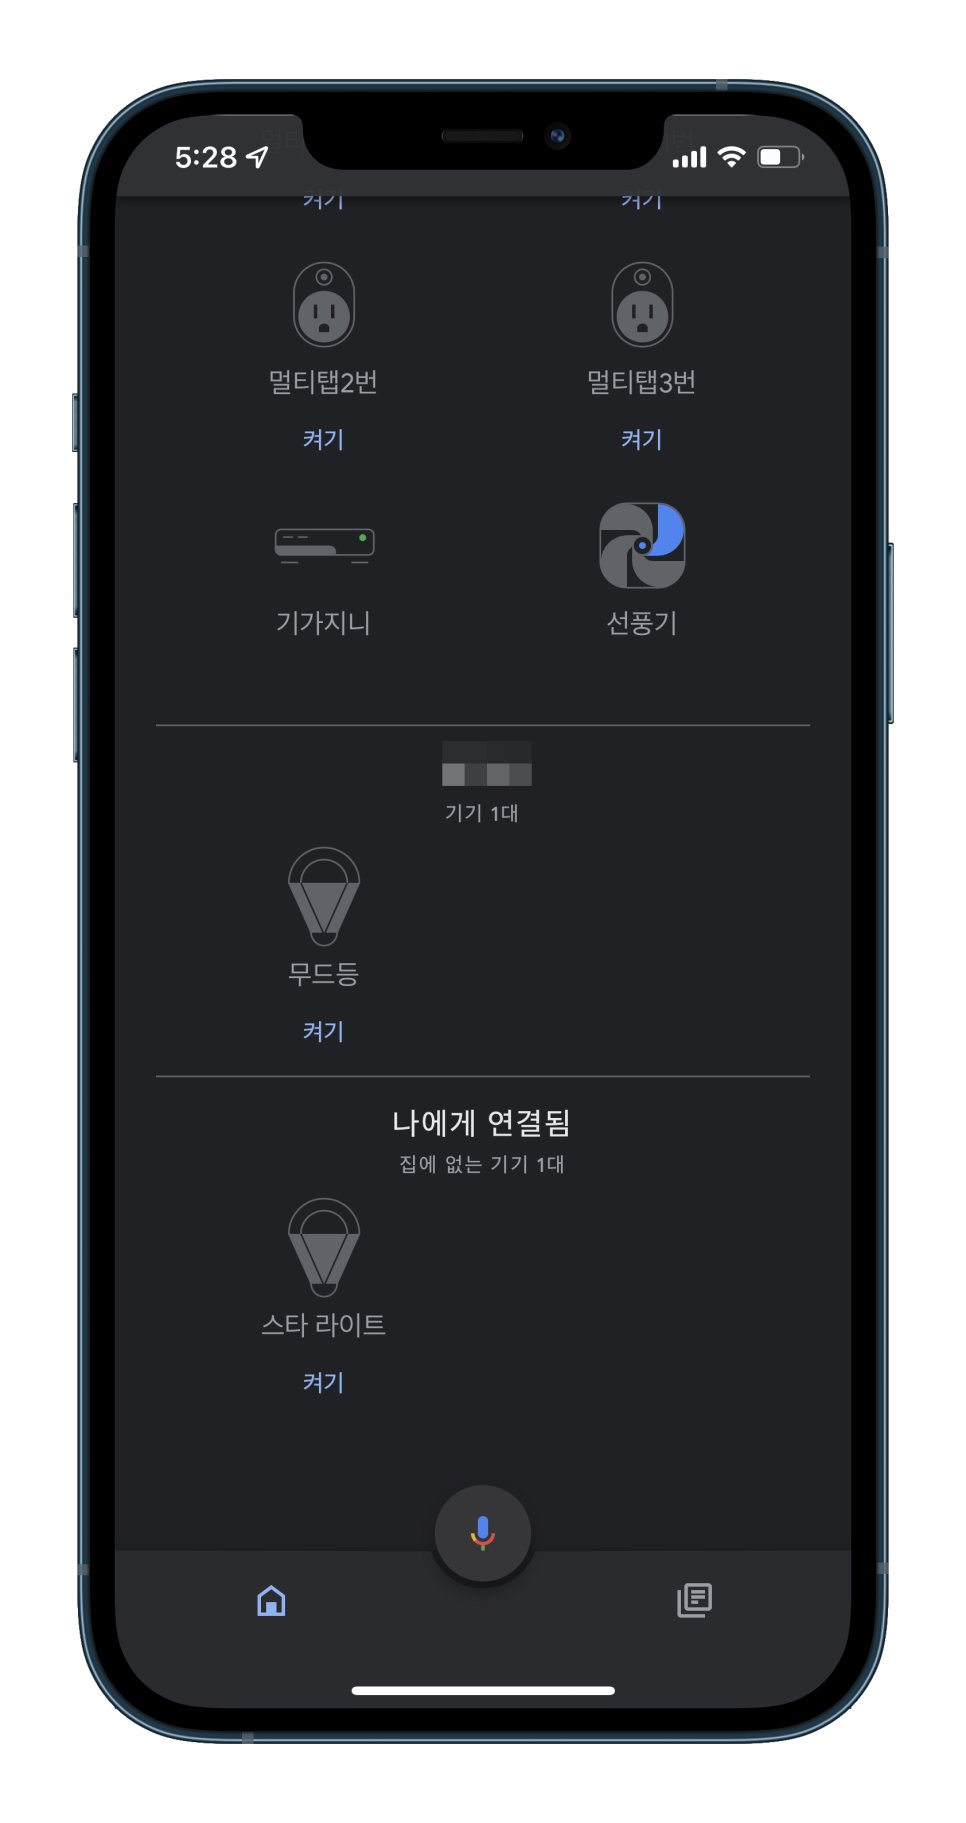 5:28
켜기 켜기
멀티탭2번 멀티탭3번
켜기 켜기
기가지니 선풍기
기기 1대
무드등
켜기
나에게 연결됨
집에 없는 기기 1대
스타 라이트
켜기